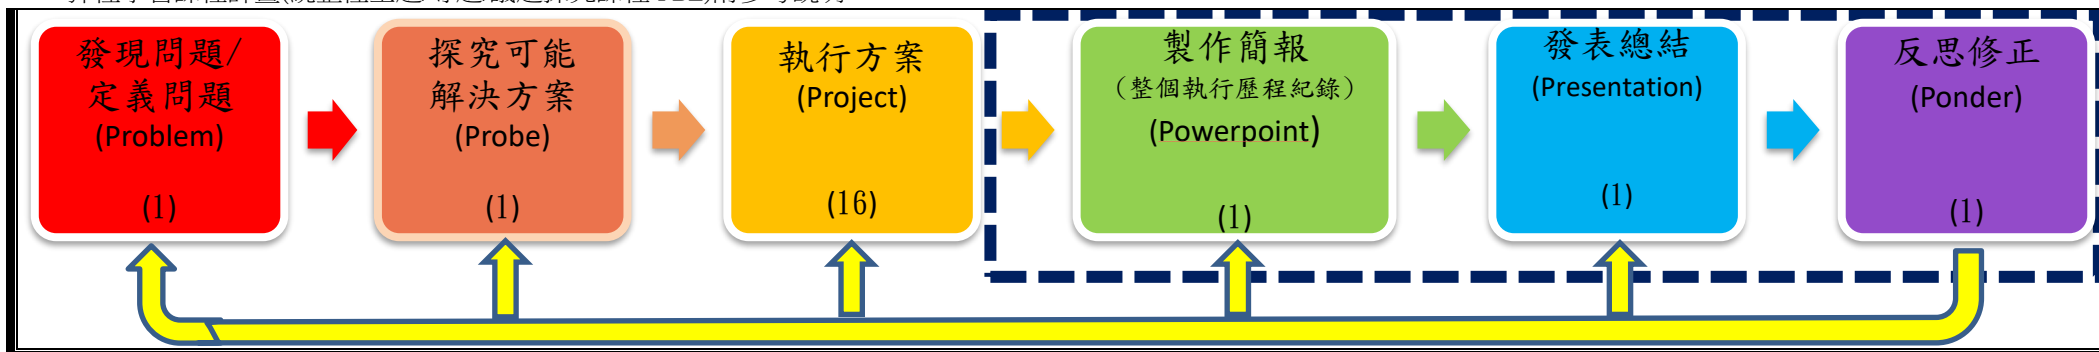 發現問題/
定義問題
(Problem)
(1)
探究可能
解決方案
(Probe)
(1)
執行方案
(Project)
(16)
製作簡報
（整個執行歷程紀錄）
(Powerpoint)
(1)
發表總結
(Presentation)
(1)
反思修正
(Ponder)
(1)